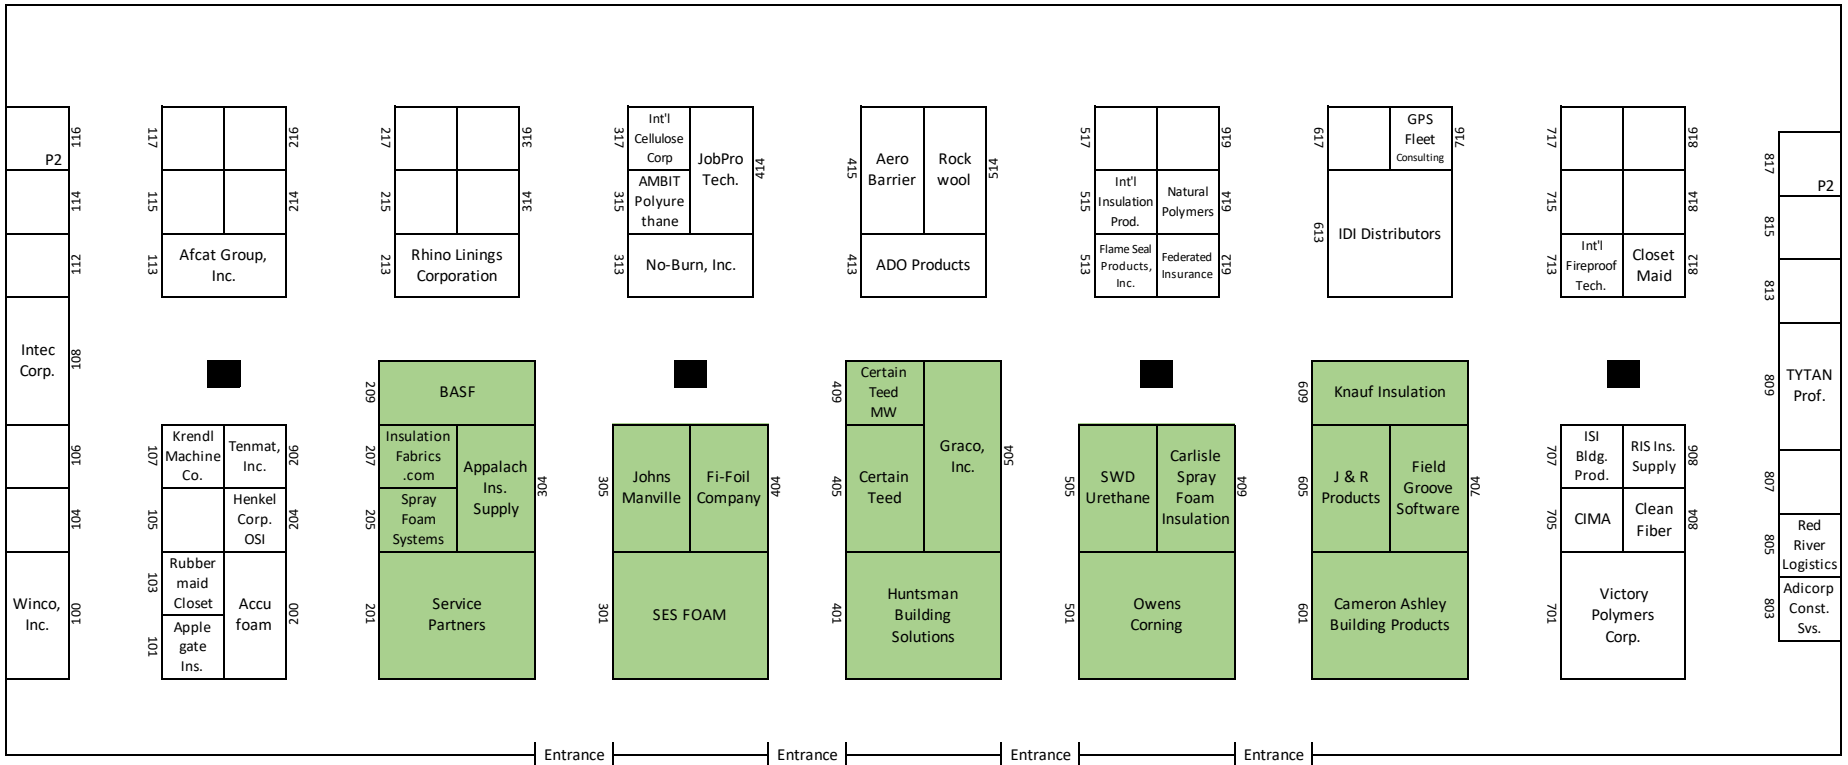 116
P2
114
112
Intec
Corp.
108
106
104
Winco,
Inc.
100
117
216
115
214
Afcat Group,
Inc.
113
Krendl
Machine
Co.
107
Tenmat,
Inc.
206
105
Henkel
Corp.
OSI
204
Rubber
maid
Closet
103
Accu
foam
200
Apple
gate
Ins.
101
217
316
215
314
Rhino Linings
Corporation
213
BASF
209
Insulation
Fabrics
.com
207
Appalach
Ins.
Supply
304
Spray
Foam
Systems
205
Service
Partners
201
Int'l
Cellulose
Corp
317
JobPro
Tech.
414
AMBIT
Polyure
thane
315
No-Burn, Inc.
313
Johns
Manville
305
Fi-Foil
Company
404
SES FOAM
301
Aero
Barrier
415
Rock
wool
514
ADO Products
413
Certain
Teed
MW
409
Graco,
Inc.
504
Certain
Teed
405
Huntsman
Building
Solutions
401
517
616
Int'l
Insulation
Prod.
515
Natural
Polymers
614
Flame Seal
Products,
Inc.
513
Federated
Insurance
612
SWD
Urethane
505
Carlisle
Spray
Foam
Insulation
604
Owens
Corning
501
617
GPS
Fleet
Consulting
716
IDI Distributors
613
Knauf Insulation
609
J & R
Products
605
Field
Groove
Software
704
Cameron Ashley
Building Products
601
717
816
715
814
Int'l
Fireproof
Tech.
713
Closet
Maid
812
ISI
Bldg.
Prod.
707
RIS Ins.
Supply
806
CIMA
705
Clean
Fiber
804
Victory
Polymers
Corp.
701
817
P2
815
813
TYTAN
Prof.
809
807
Red
River
Logistics
805
Adicorp
Const.
Svs.
803
Entrance
Entrance
Entrance
Entrance